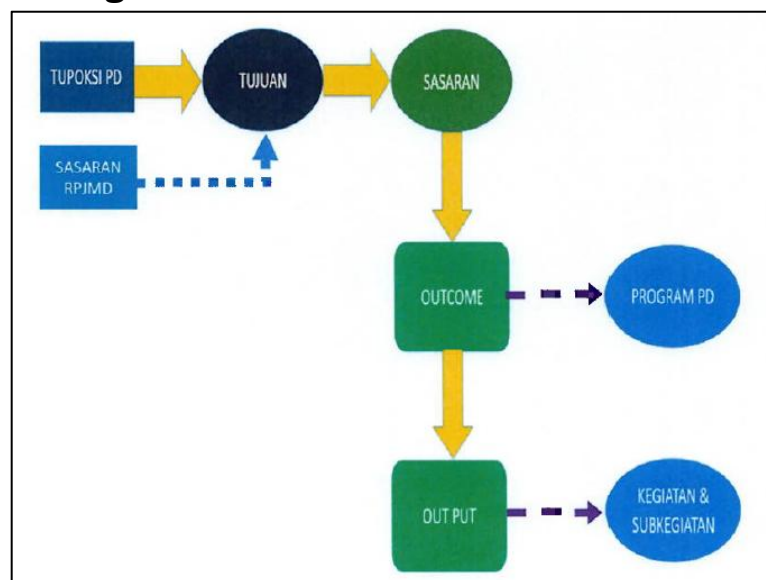 TUPOKSI PD
TUJUAN
SASARAN
SASARAN
RPJMD
OUTCOME
PROGRAM PD
OUT PUT
KEGIATAN &
SUBKEGIATAN